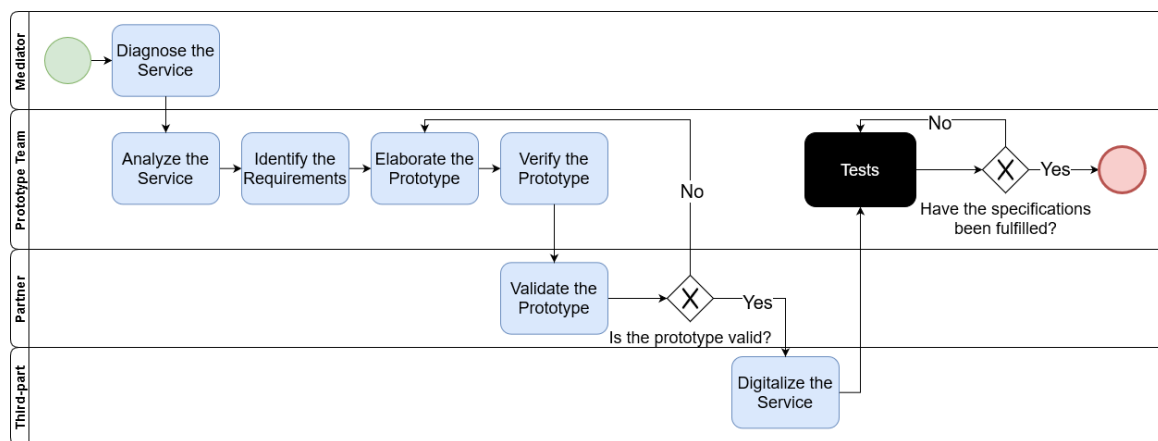 Mediator
Diagnose the
Service
Prototype Team
Analyze the
Service
Identify the
Requirements
Elaborate the
Prototype
Verify the
Prototype
No
Tests
No
X
Yes
Have the specifications
been fulfilled?
Partner
Validate the
Prototype
X
Yes
Is the prototype valid?
Third-part
Digitalize the
Service